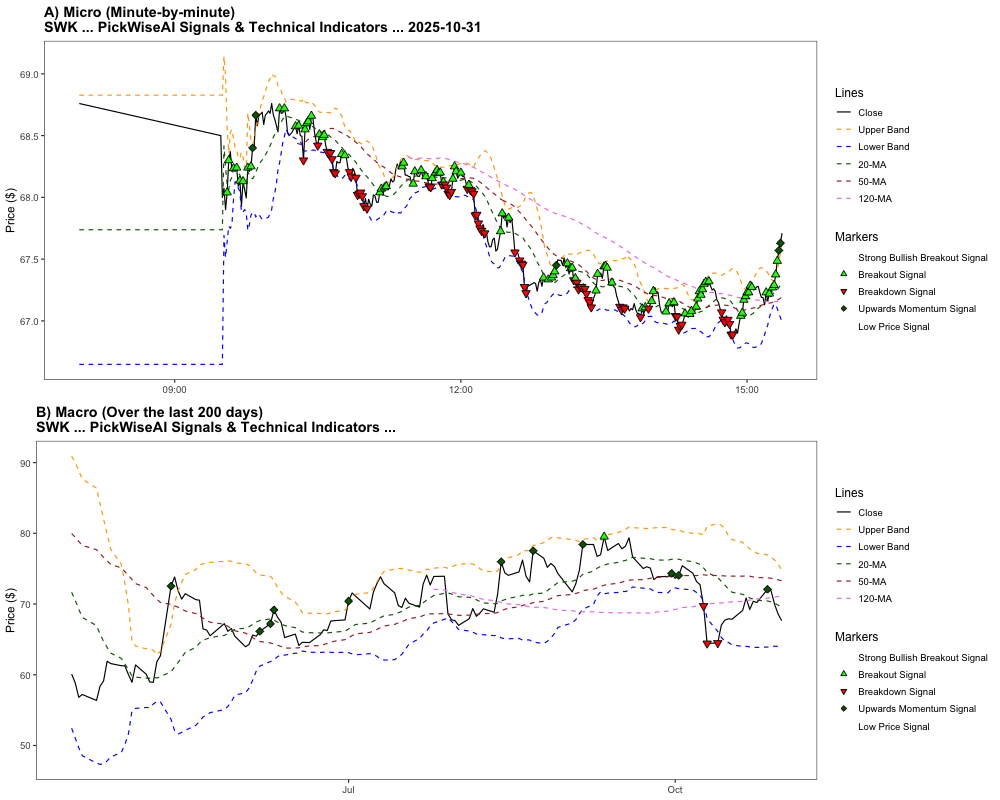 A) Micro (Minute-by-minute)
SWK ... PickWiseAI Signals & Technical Indicators ... 2025-10-31
Price ($)
69.0
68.5
68.0
67.5
67.0
09:00
12:00
15:00
Lines
Close
Upper Band
Lower Band
20-MA
50-MA
120-MA
Markers
Strong Bullish Breakout Signal
Breakout Signal
Breakdown Signal
Upwards Momentum Signal
Low Price Signal
B) Macro (Over the last 200 days)
SWK ... PickWiseAI Signals & Technical Indicators ...
Price ($)
90
80
70
60
50
Jul
Oct
Lines
Close
Upper Band
Lower Band
20-MA
50-MA
120-MA
Markers
Strong Bullish Breakout Signal
Breakout Signal
Breakdown Signal
Upwards Momentum Signal
Low Price Signal